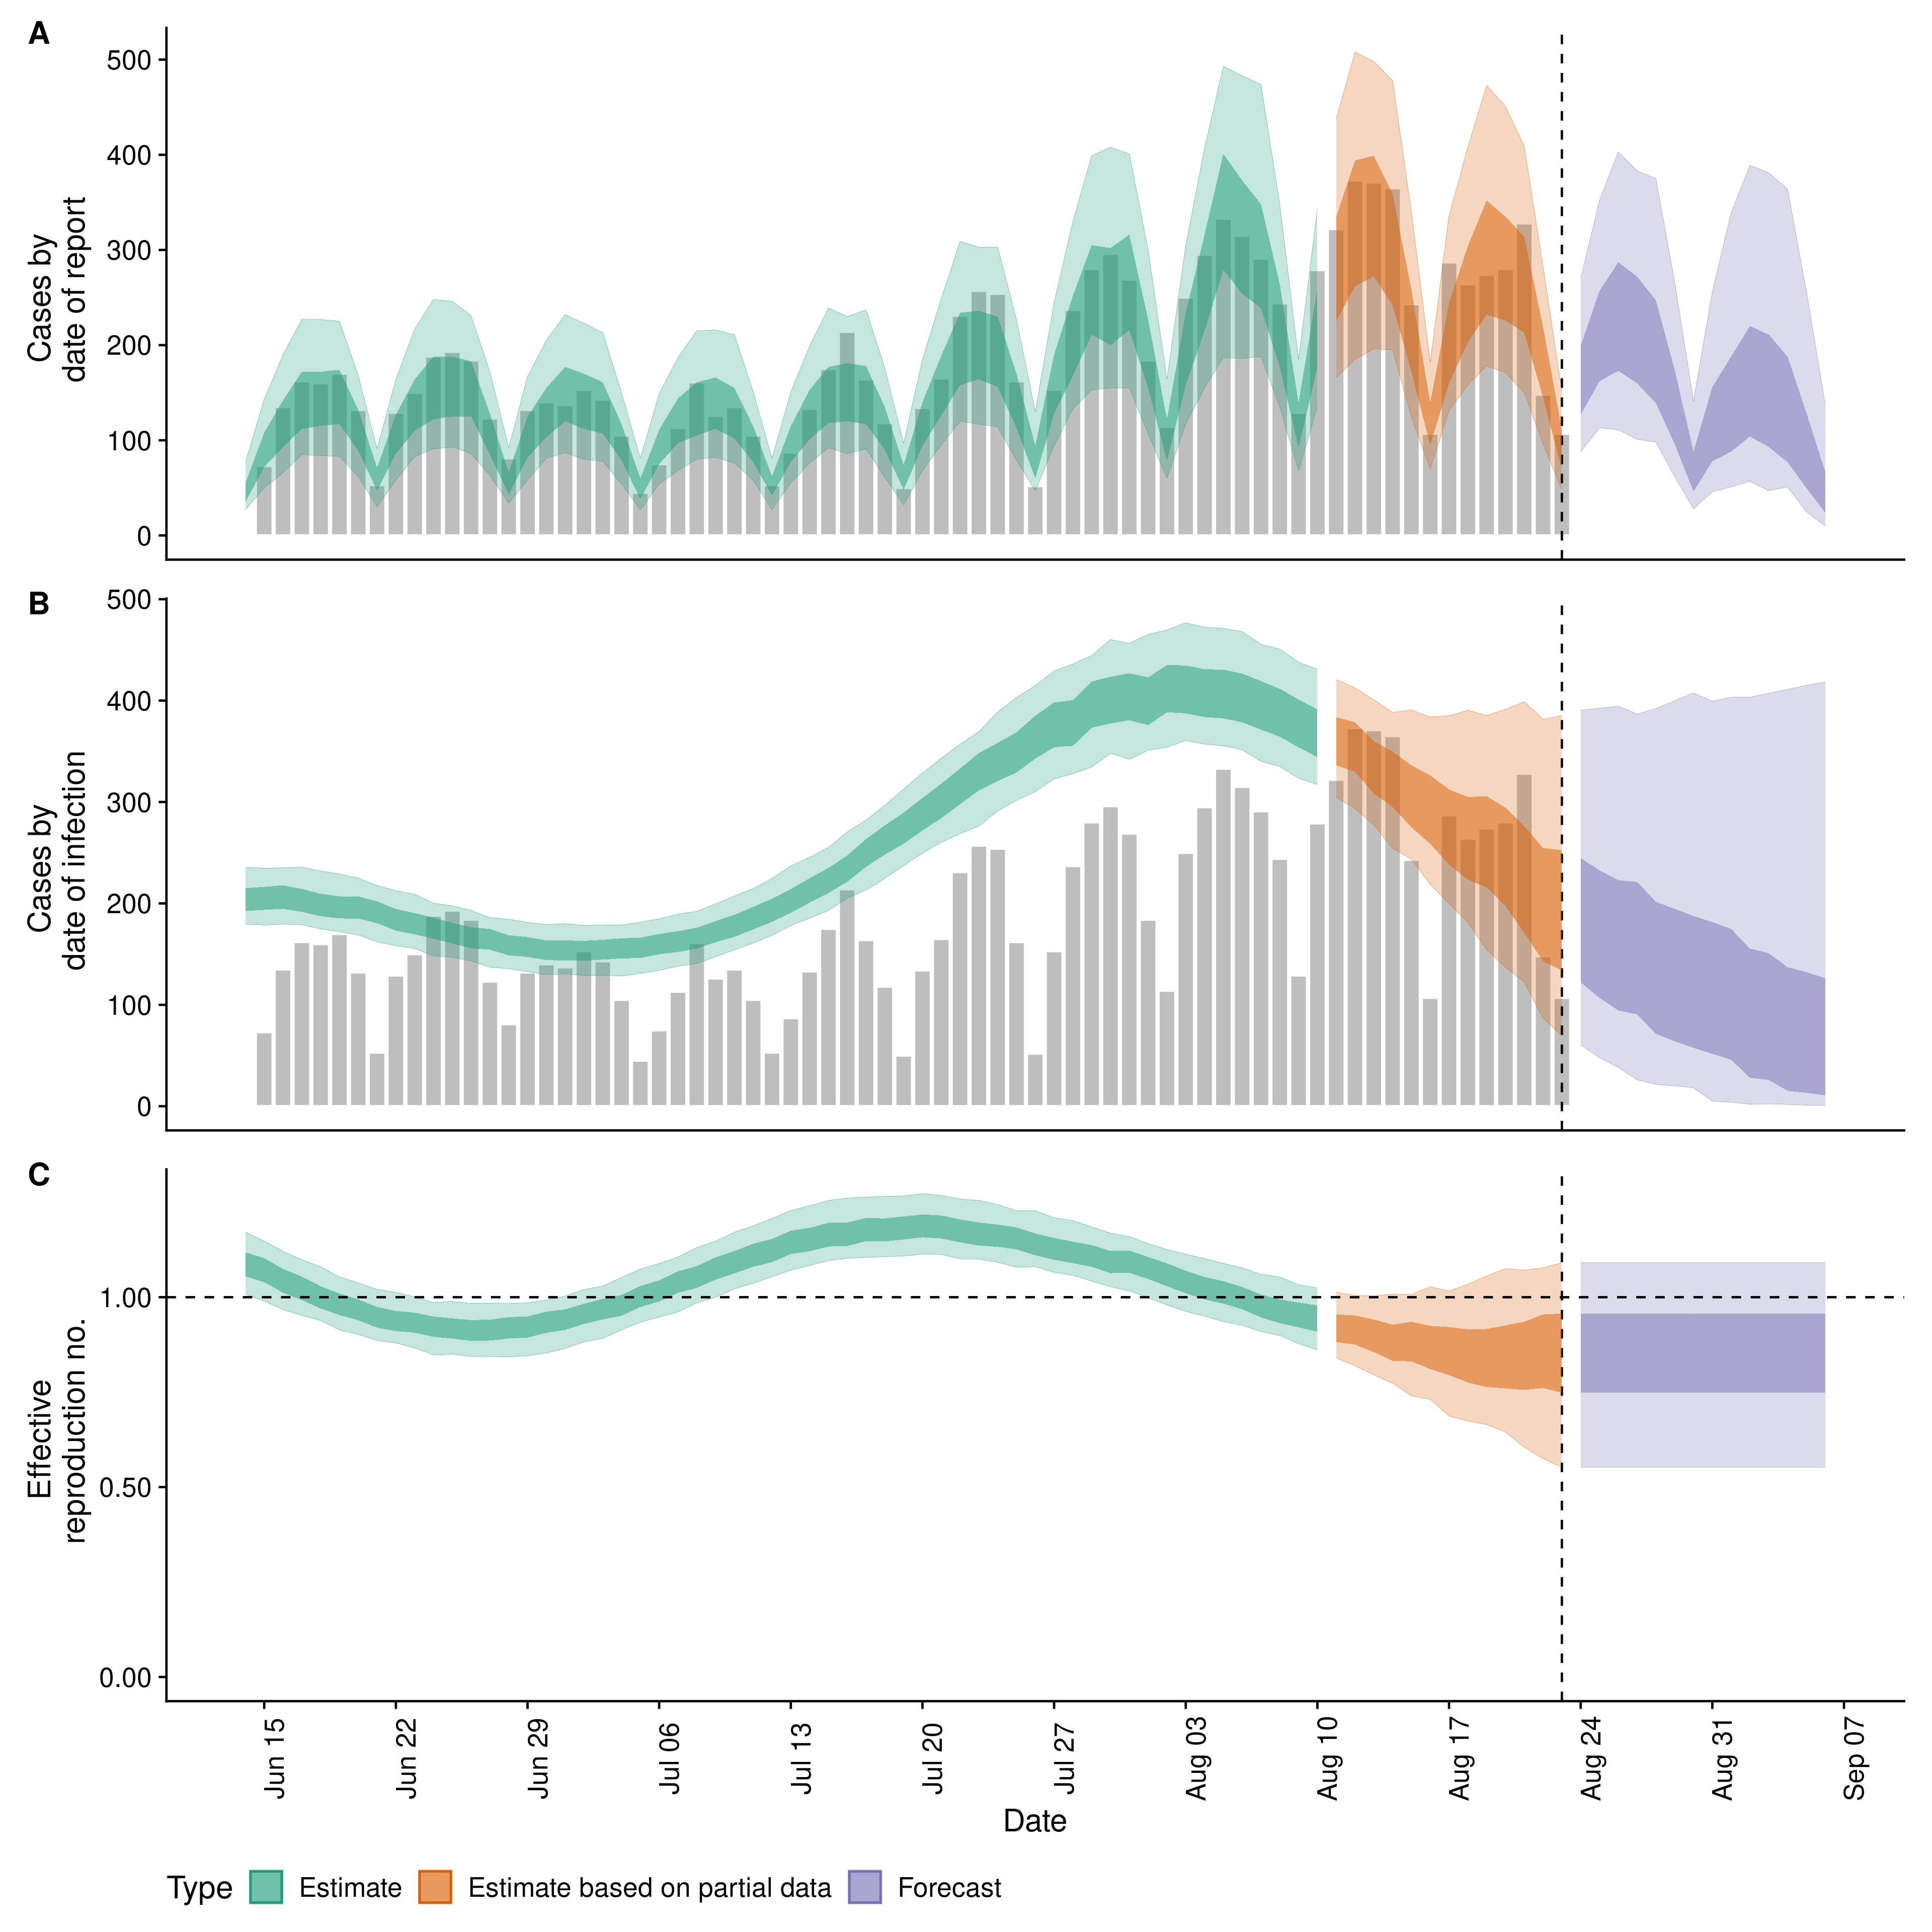 A
500
400
300
200
100
0
Cases by
date of report
B
500
400
300
200
100
0
Cases by
date of infection
C
1.00
0.50
0.00
Effective
reproduction no.
Jun 15
Jun 22
Jun 29
Jul 06
Jul 13
Jul 20
Jul 27
Aug 03
Aug 10
Aug 17
Aug 24
Aug 31
Sep 07
Date
Type Estimate Estimate based on partial data Forecast